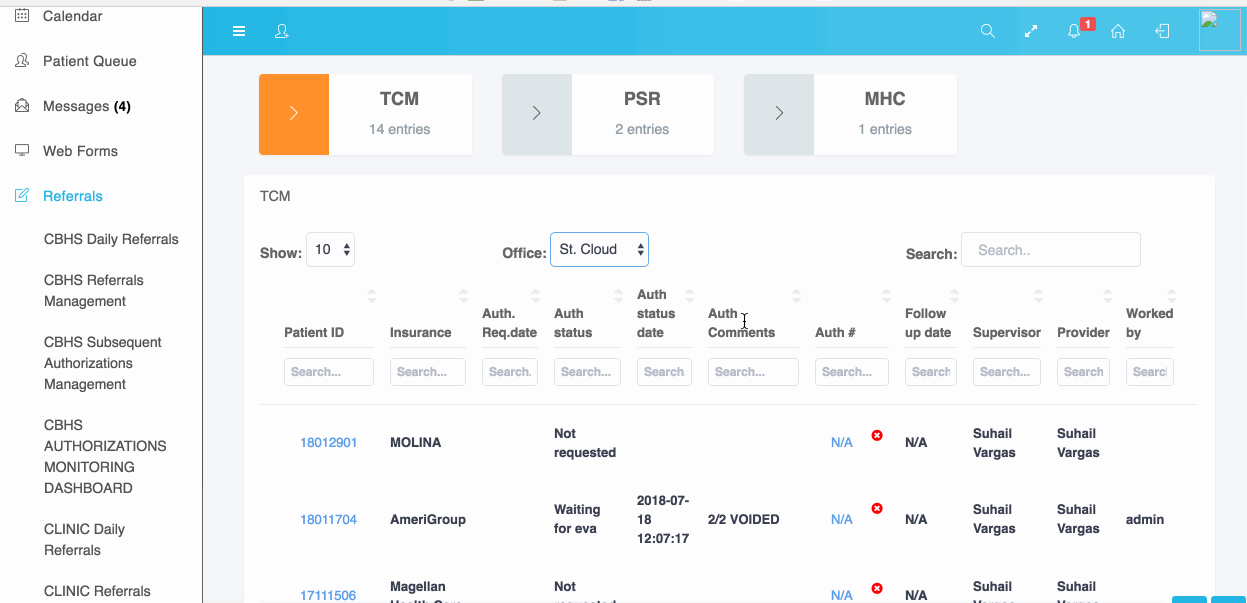 Calendar
Patient Queue
Messages (4)
Web Forms
Referrals
CBHS Daily Referrals
CBHS Referrals
Management
CBHS Subsequent
Authorizations
Management
CBHS
AUTHORIZATIONS
MONITORING
DASHBOARD
CLINIC Daily
Referrals
CLINIC Referrals
1
TCM
14 entries
PSR
2 entries
MHC
1 entries
TCM
Show: 10
Office: St. Cloud
Search: Search..
Patient ID
Insurance
Auth.
Req.date
Auth
status
Auth
status
date
Auth
Comments
Auth #
Follow
up date
Supervisor
Provider
Worked
by
Search... Search... Search. Search... Search Search... Search... Search Search... Search Searc
18012901
MOLINA
Not
requested
N/A
N/A
Suhail
Vargas
Suhail
Vargas
18011704
AmeriGroup
Waiting
for eva
2018-07-
18
12:07:17
2/2 VOIDED
N/A
N/A
Suhail
Vargas
Suhail
Vargas
admin
17111506
Magellan
Not
N/A
N/A
Suhail
Suhail